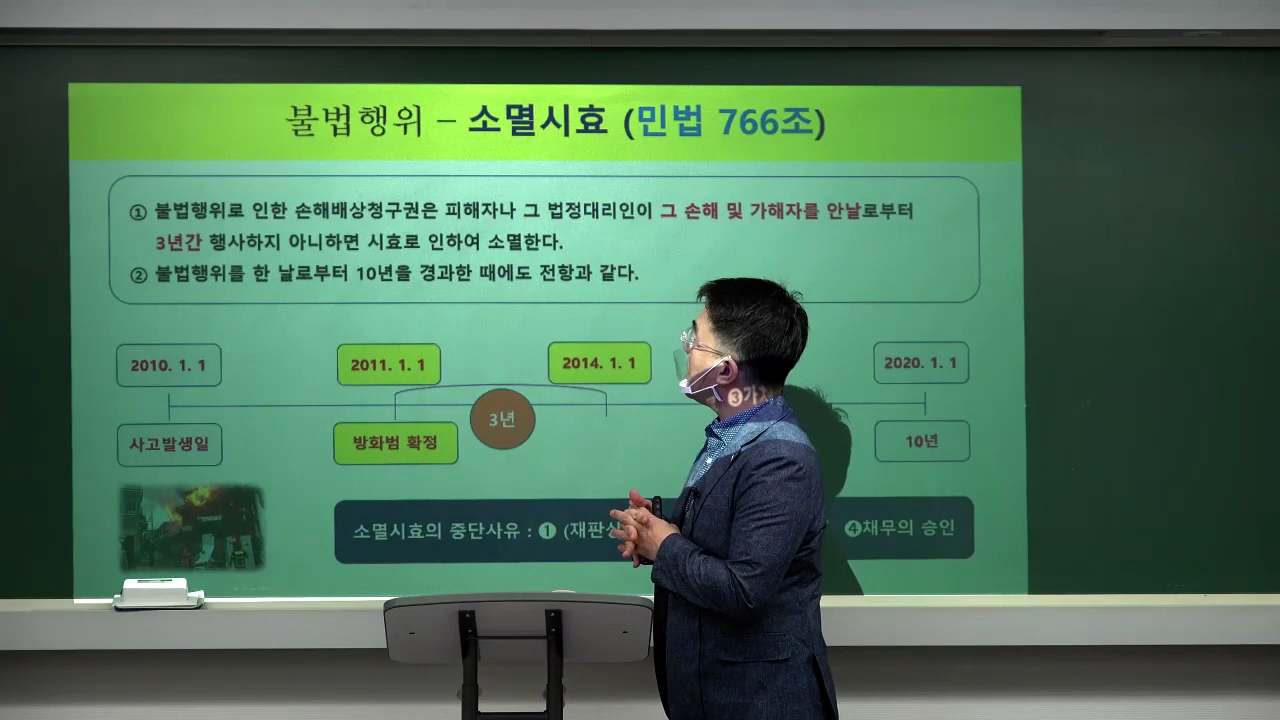 불법행위 – 소멸시효 (민법 766조)
① 불법행위로 인한 손해배상청구권은 피해자나 그 법정대리인이 그 손해 및 가해자를 안날로부터
3년간 행사하지 아니하면 시효로 인하여 소멸한다.
② 불법행위를 한 날로부터 10년을 경과한 때에도 전항과 같다.
2010. 1. 1
2011. 1. 1
2014. 1. 1
2020. 1. 1
3년
사고발생일
방화범 확정
10년
소멸시효의 중단사유 : ❶ (재판상
❸가
❹채무의 승인